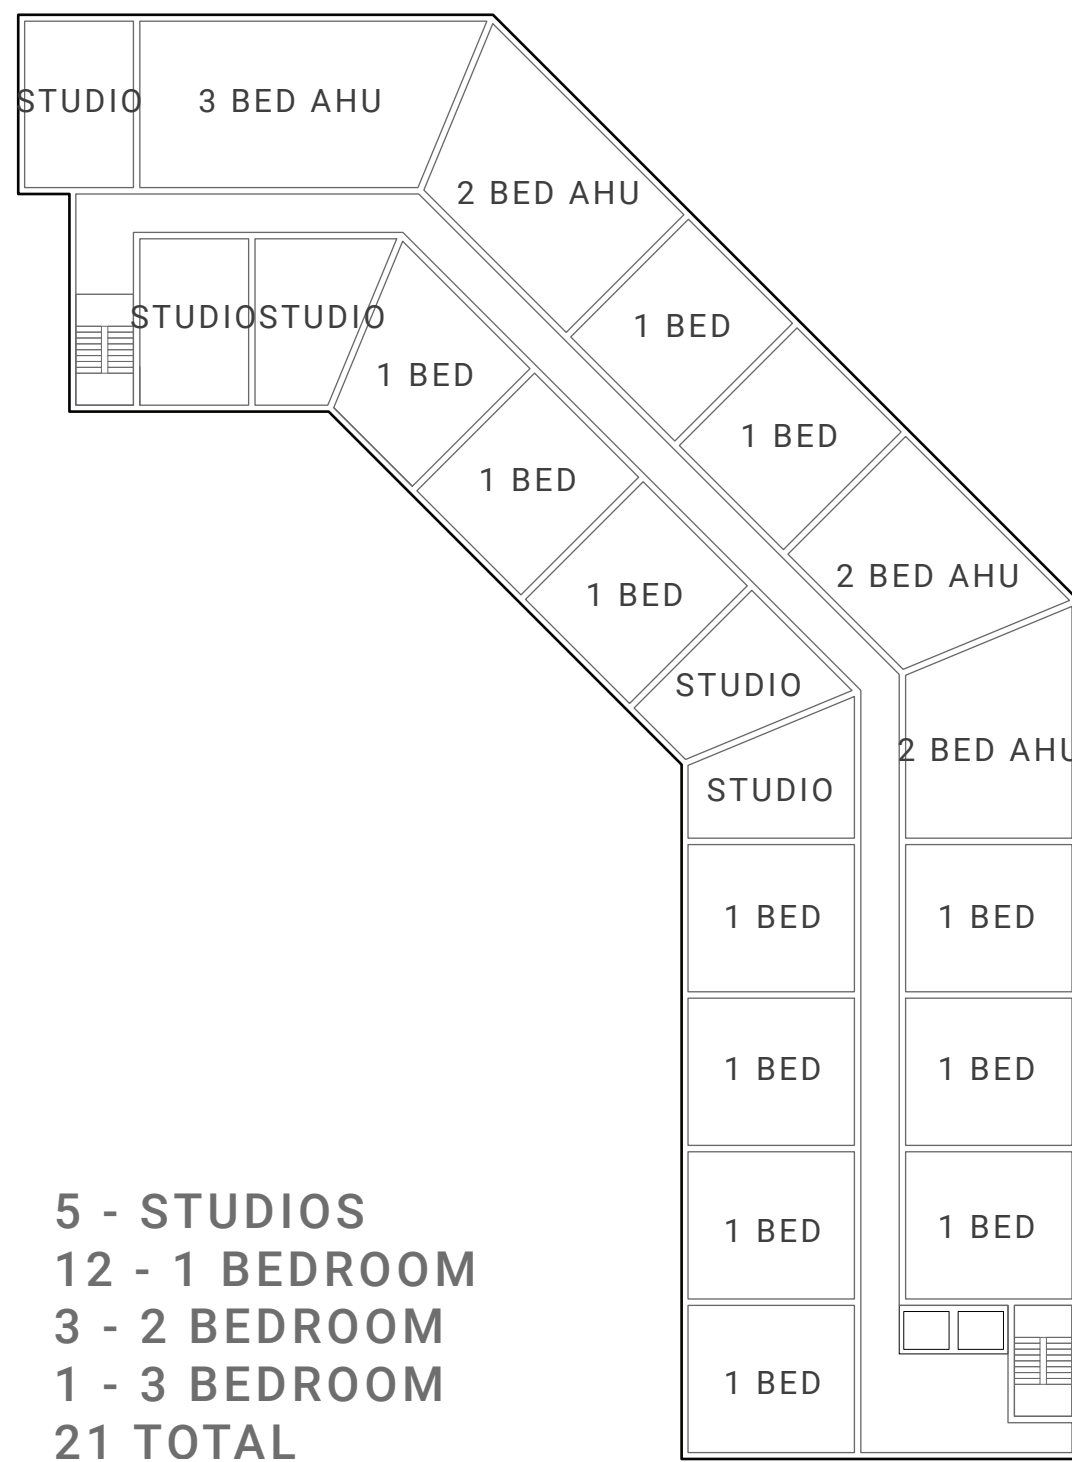 STUDIO
3 BED AHU
2 BED AHU
STUDIO
STUDIO
1 BED
1 BED
1 BED
1 BED
1 BED
2 BED AHU
1 BED
STUDIO
2 BED AHU
STUDIO
1 BED
1 BED
1 BED
1 BED
1 BED
1 BED
1 BED
5 - STUDIOS
12 - 1 BEDROOM
3 - 2 BEDROOM
1 - 3 BEDROOM
21 TOTAL